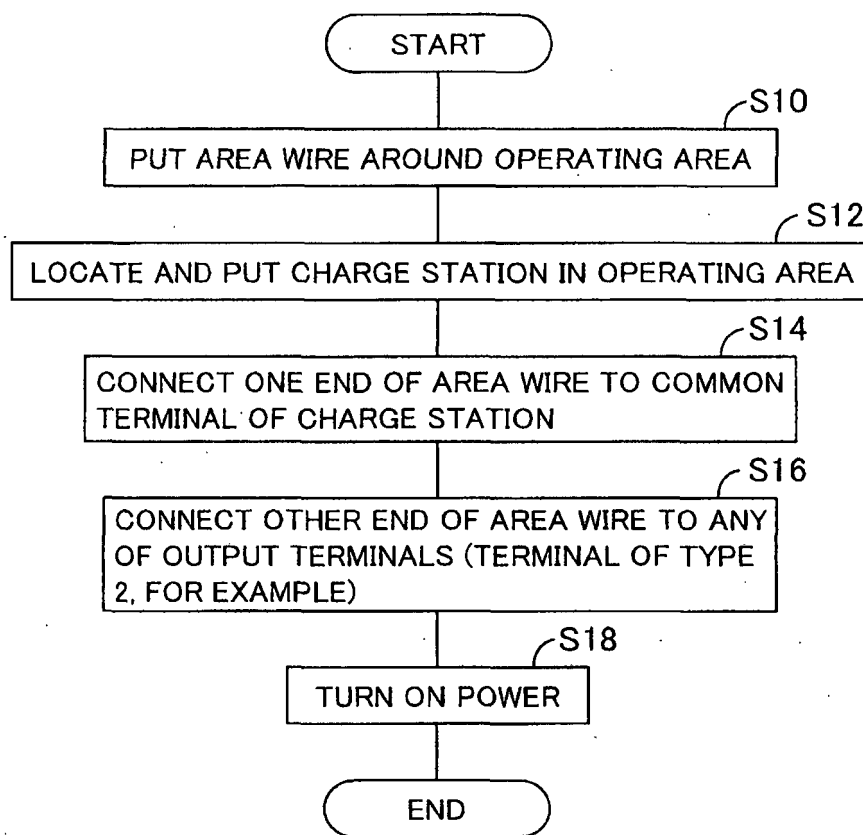 START
S10
PUT AREA WIRE AROUND OPERATING AREA
S12
LOCATE AND PUT CHARGE STATION IN OPERATING AREA
S14
CONNECT ONE END OF AREA WIRE TO COMMON
TERMINAL OF CHARGE STATION
S16
CONNECT OTHER END OF AREA WIRE TO ANY
OF OUTPUT TERMINALS (TERMINAL OF TYPE
2, FOR EXAMPLE)
S18
TURN ON POWER
END